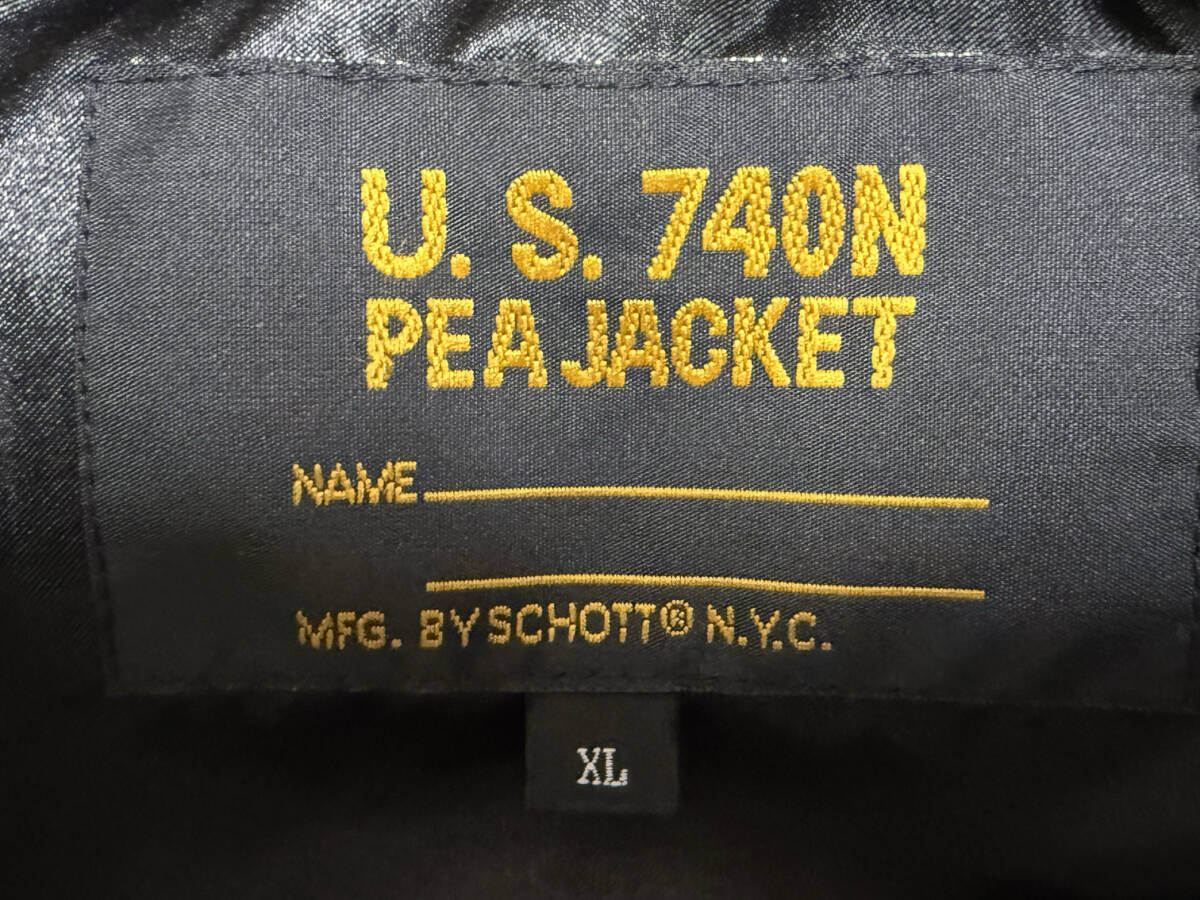 U. S. 740N
PEA JACKET
NAME
MFG. BY SCHOTT® N.Y.C.
XL